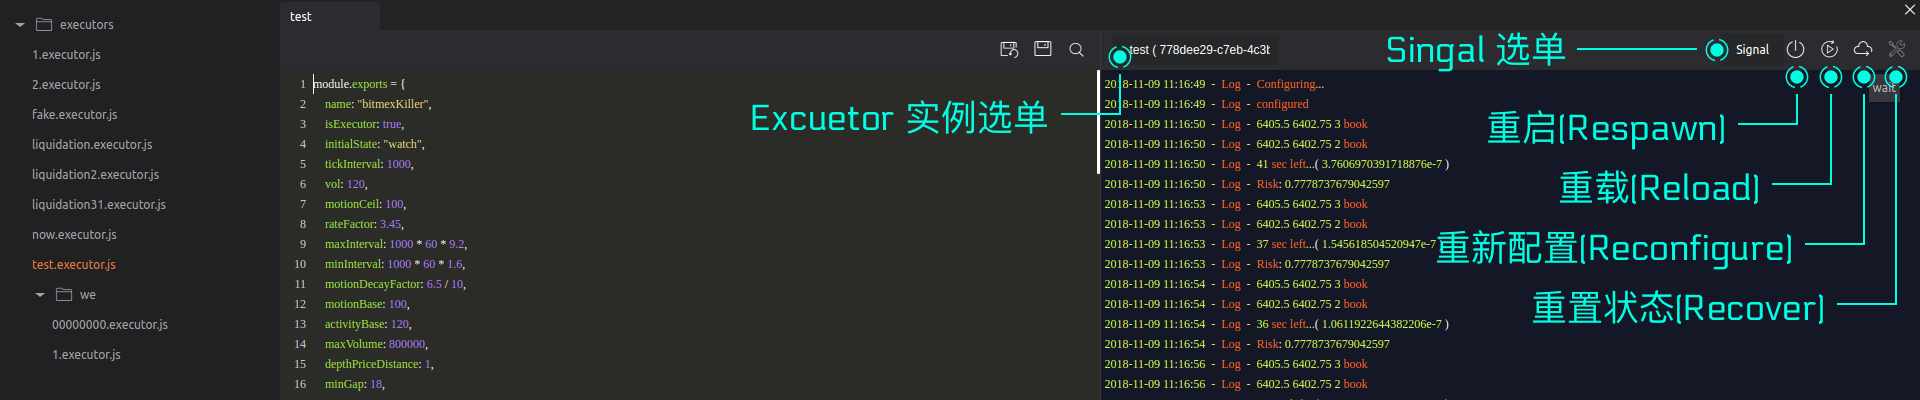 executors
1.executor.js
2.executor.js
fake.executor.js
liquidation.executor.js
liquidation2.executor.js
liquidation31.executor.js
now.executor.js
test.executor.js
we
00000000.executor.js
1.executor.js
test
1 module.exports = {
2 name: "bitmexKiller",
3 isExecutor: true,
4 initialState: "watch",
5 tickInterval: 1000,
6 vol: 120,
7 motionCeil: 100,
8 rateFactor: 3.45,
9 maxInterval: 1000 * 60 * 9.2,
10 minInterval: 1000 * 60 * 1.6,
11 motionDecayFactor: 6.5 / 10,
12 motionBase: 100,
13 activityBase: 120,
14 maxVolume: 800000,
15 depthPriceDistance: 1,
16 minGap: 18,
Excuetor 实例选单
test ( 778dee29-c7eb-4c3b
Singal 选单
Signal
wait
重启(Respawn)
重载(Reload)
重新配置(Reconfigure)
重置状态(Recover)
2018-11-09 11:16:49 - Log - Configuring...
2018-11-09 11:16:49 - Log - configured
2018-11-09 11:16:50 - Log - 6405.5 6402.75 3 book
2018-11-09 11:16:50 - Log - 6402.5 6402.75 2 book
2018-11-09 11:16:50 - Log - 41 sec left...( 3.7606970391718876e-7 )
2018-11-09 11:16:50 - Log - Risk: 0.7778737679042597
2018-11-09 11:16:53 - Log - 6405.5 6402.75 3 book
2018-11-09 11:16:53 - Log - 6402.5 6402.75 2 book
2018-11-09 11:16:53 - Log - 37 sec left...( 1.545618504520947e-7
2018-11-09 11:16:53 - Log - Risk: 0.7778737679042597
2018-11-09 11:16:54 - Log - 6405.5 6402.75 3 book
2018-11-09 11:16:54 - Log - 6402.5 6402.75 2 book
2018-11-09 11:16:54 - Log - 36 sec left...( 1.0611922644382206e-7 )
2018-11-09 11:16:54 - Log - Risk: 0.7778737679042597
2018-11-09 11:16:56 - Log - 6405.5 6402.75 3 book
2018-11-09 11:16:56 - Log - 6402.5 6402.75 2 book